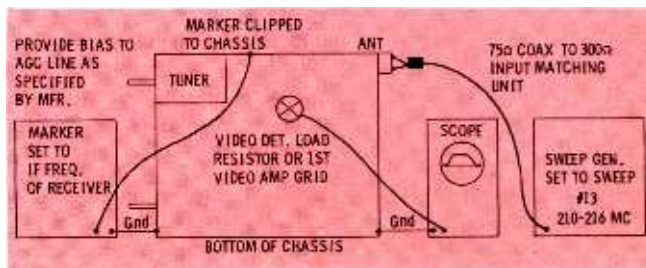 MARKER CLIPPED
TO CHASSIS
PROVIDE BIAS TO
AGC LINE AS
SPECIFIED
BY MFR.
TUNER
ANT
75Ω COAX TO 300Ω
INPUT MATCHING
UNIT
MARKER
SET TO
IF FREQ.
OF RECEIVER
VIDEO DET. LOAD
RESISTOR OR 1ST
VIDEO AMP GRID
SCOPE
SWEEP GEN.
SET TO SWEEP
#13
210-216 MC
Gnd
Gnd
BOTTOM OF CHASSIS